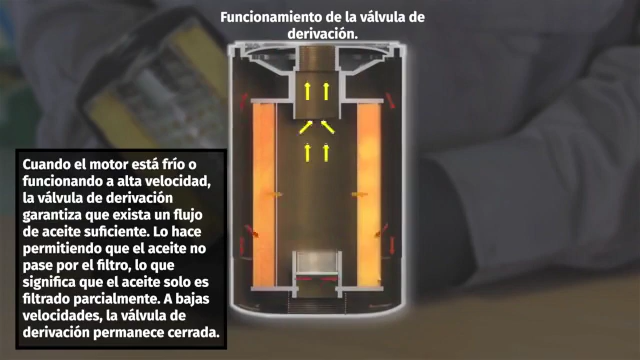 Funcionamiento de la válvula de
derivación.
Cuando el motor está frío o
funcionando a alta velocidad,
la válvula de derivación
garantiza que exista un flujo
de aceite suficiente. Lo hace
permitiendo que el aceite no
pase por el filtro, lo que
significa que el aceite solo es
filtrado parcialmente. A bajas
velocidades, la válvula de
derivación permanece cerrada.